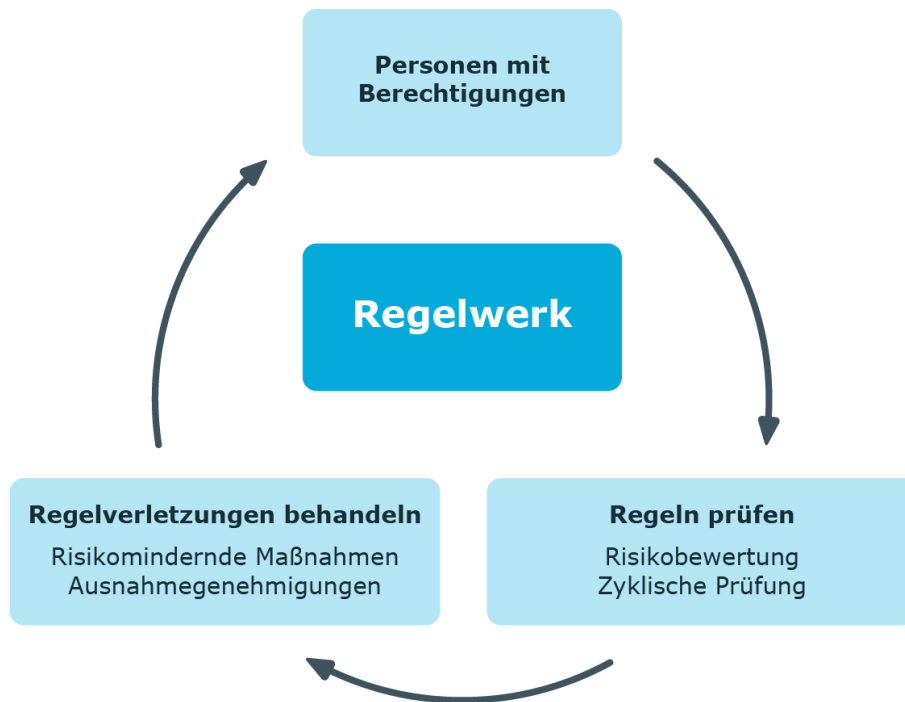 Personen mit
Berechtigungen
Regelwerk
Regelverletzungen behandeln
Risikomindernde Maßnahmen
Ausnahmegenehmigungen
Regeln prüfen
Risikobewertung
Zyklische Prüfung